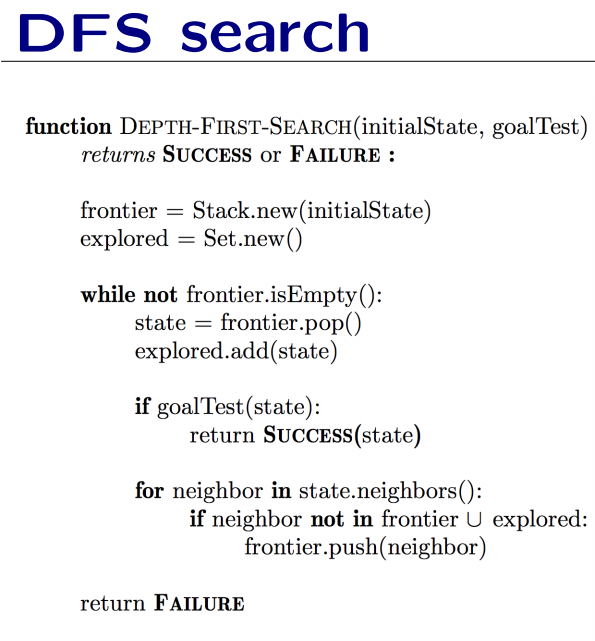 DFS search
function DEPTH-FIRST-SEARCH(initialState, goalTest)
returns SUCCESS or FAILURE :
frontier = Stack.new(initialState)
explored = Set.new()
while not frontier.isEmpty():
state = frontier.pop()
explored.add(state)
if goalTest(state):
return SUCCESS(state)
for neighbor in state.neighbors():
if neighbor not in frontier ∪ explored:
frontier.push(neighbor)
return FAILURE